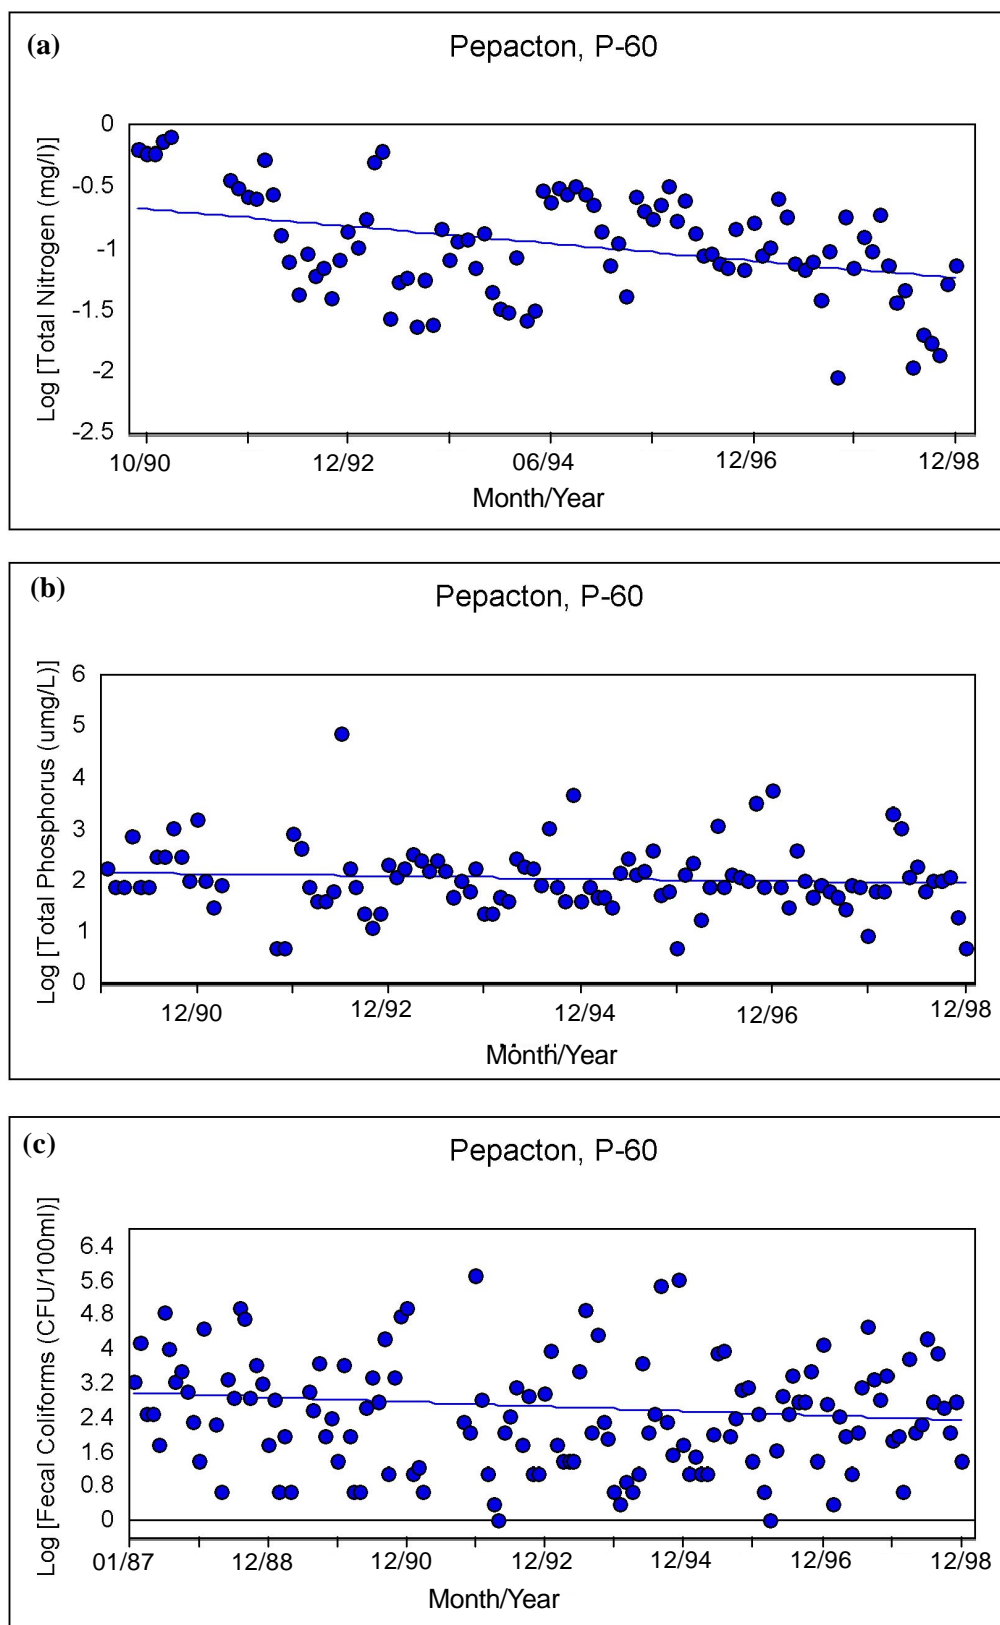 (a)
Pepacton, P-60
Log [Total Nitrogen (mg/l)]
0
-0.5
-1
-1.5
-2
-2.5
10/90 12/92 06/94 12/96 12/98
Month/Year
(b)
Pepacton, P-60
Log [Total Phosphorus (umg/L)]
6
5
4
3
2
1
0
12/90 12/92 12/94 12/96 12/98
Month/Year
(c)
Pepacton, P-60
Log [Fecal Coliforms (CFU/100ml)]
6.4
5.6
4.8
4
3.2
2.4
1.6
0.8
0
01/87 12/88 12/90 12/92 12/94 12/96 12/98
Month/Year